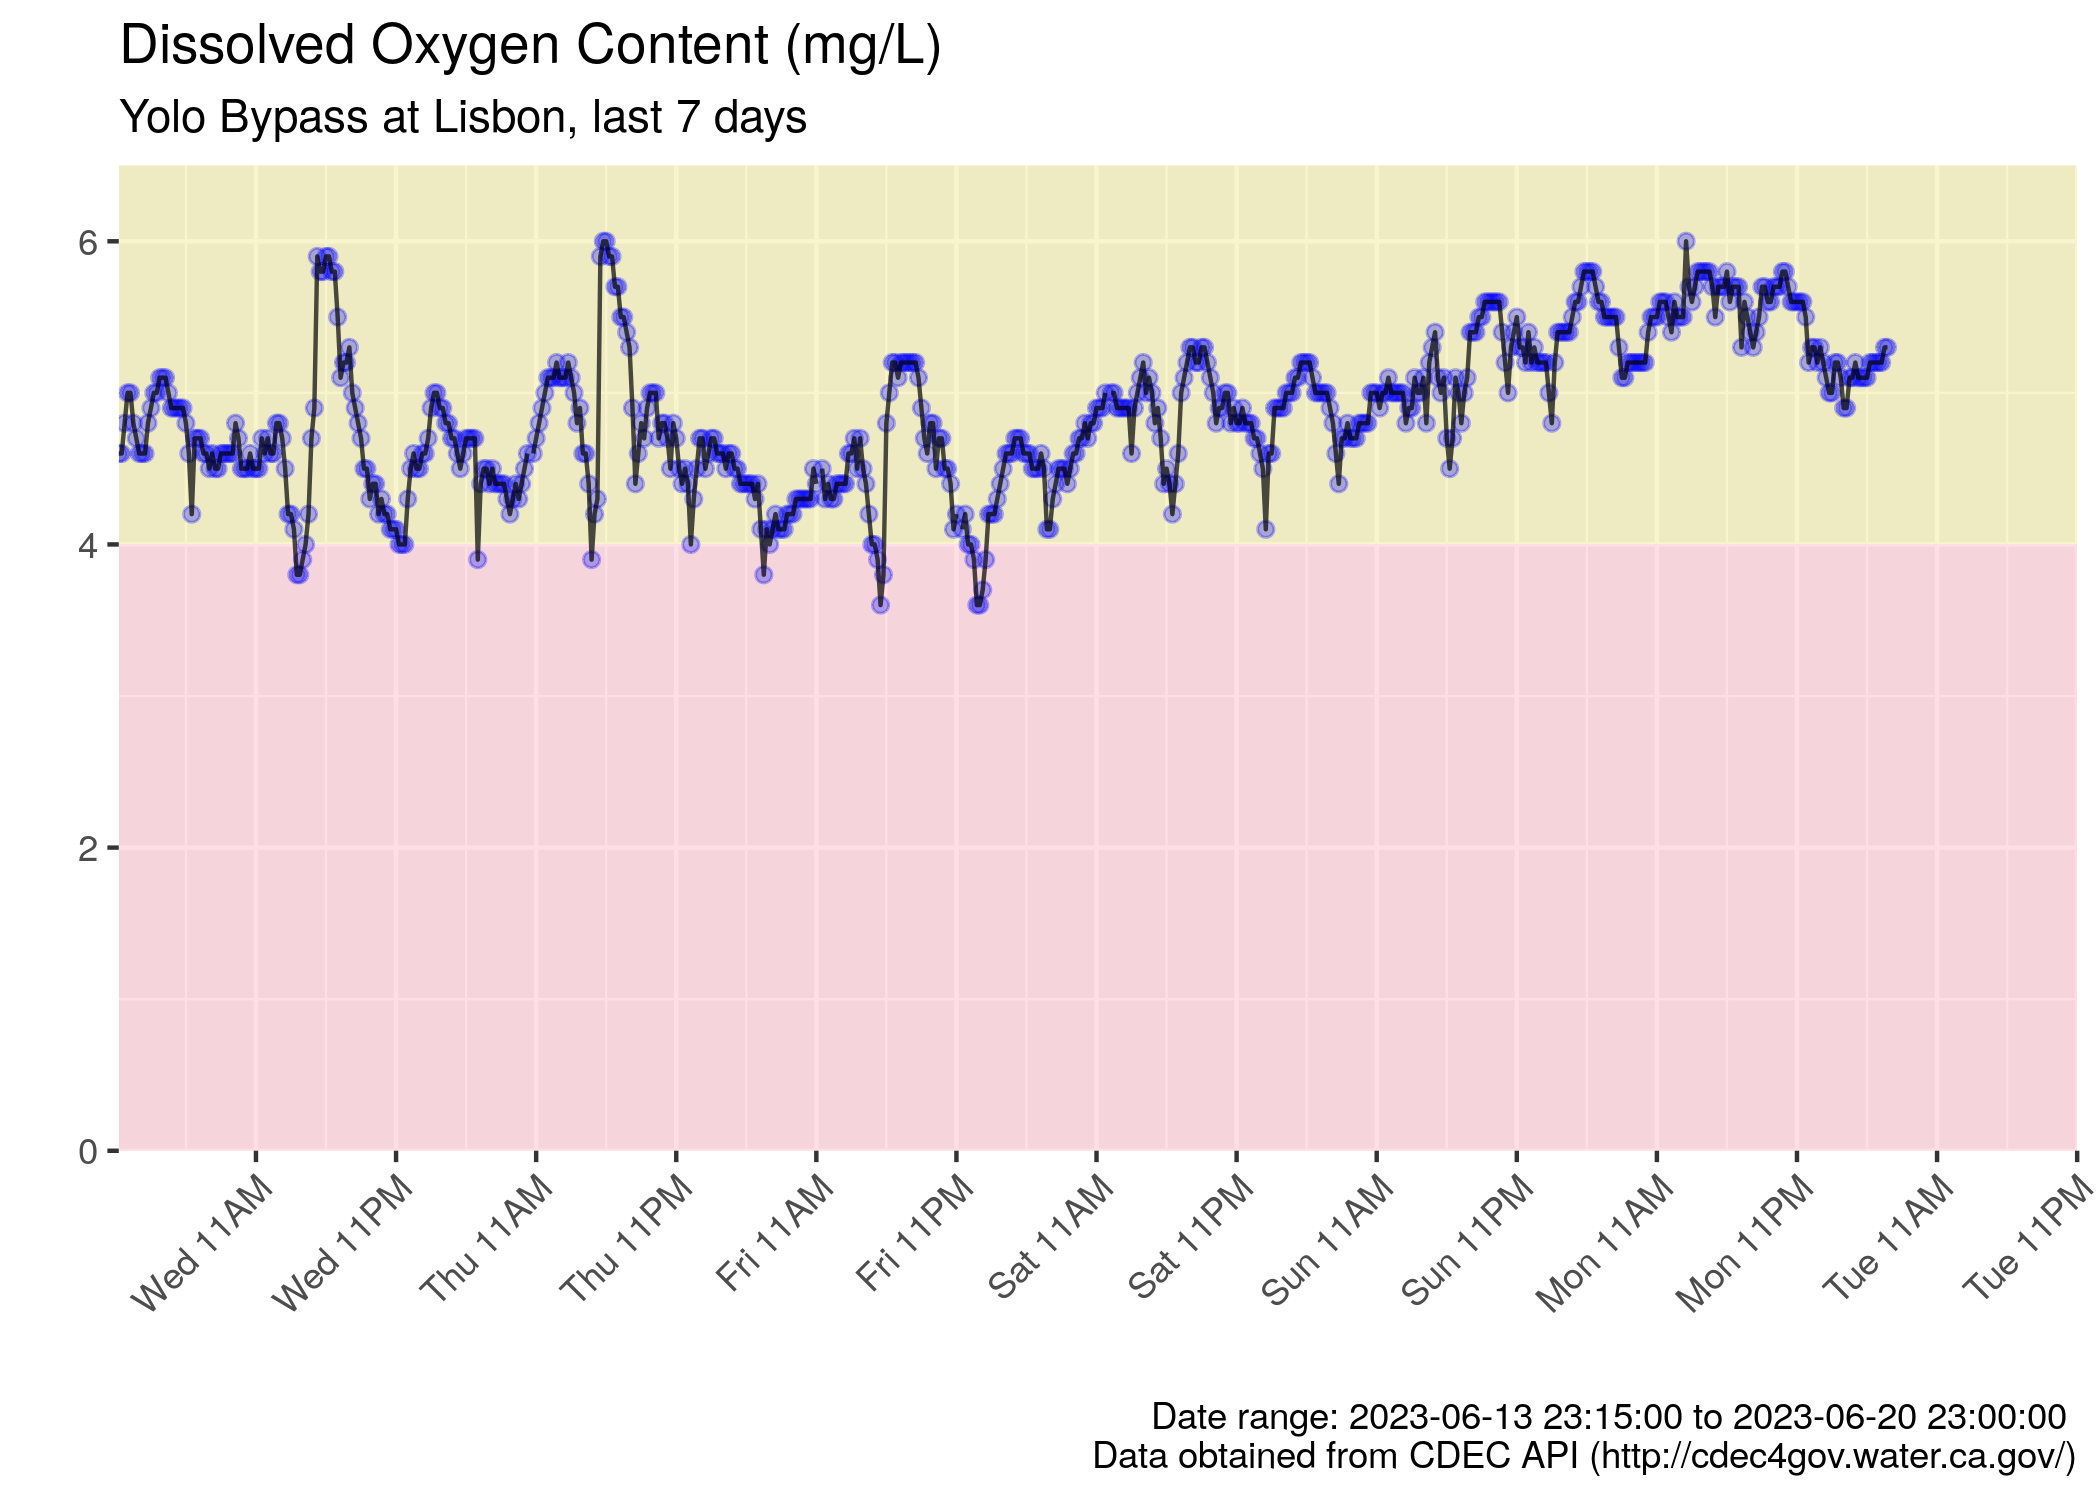 Dissolved Oxygen Content (mg/L)
Yolo Bypass at Lisbon, last 7 days
6
4
2
0
Wed 11AM
Wed 11PM
Thu 11AM
Thu 11PM
Fri 11AM
Fri 11PM
Sat 11AM
Sat 11PM
Sun 11AM
Sun 11PM
Mon 11AM
Mon 11PM
Tue 11AM
Tue 11PM
Date range: 2023-06-13 23:15:00 to 2023-06-20 23:00:00
Data obtained from CDEC API (http://cdec4gov.water.ca.gov/)